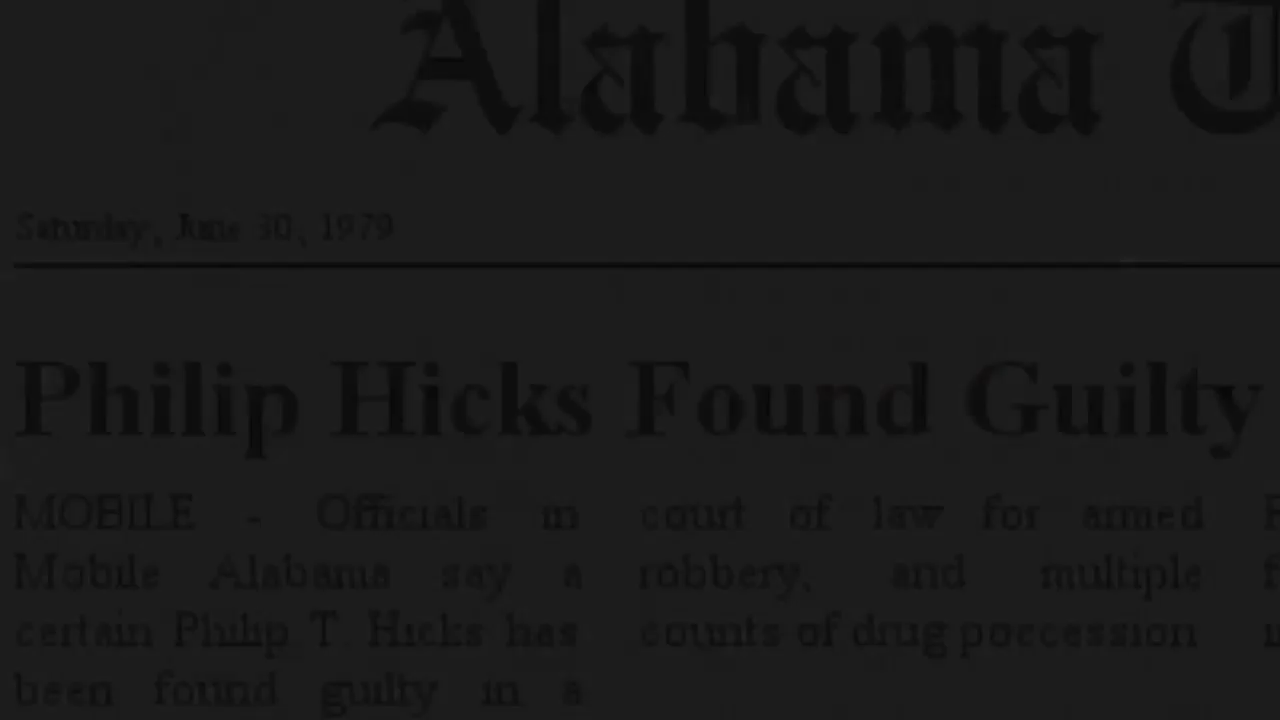 Alabama
Saturday, June 30, 1979
Philip Hicks Found Guilty
MOBILE - Officials in
Mobile Alabama say a
certain Philip T. Hicks has
been found guilty in a
court of law for armed
robbery, and multiple
counts of drug poecession